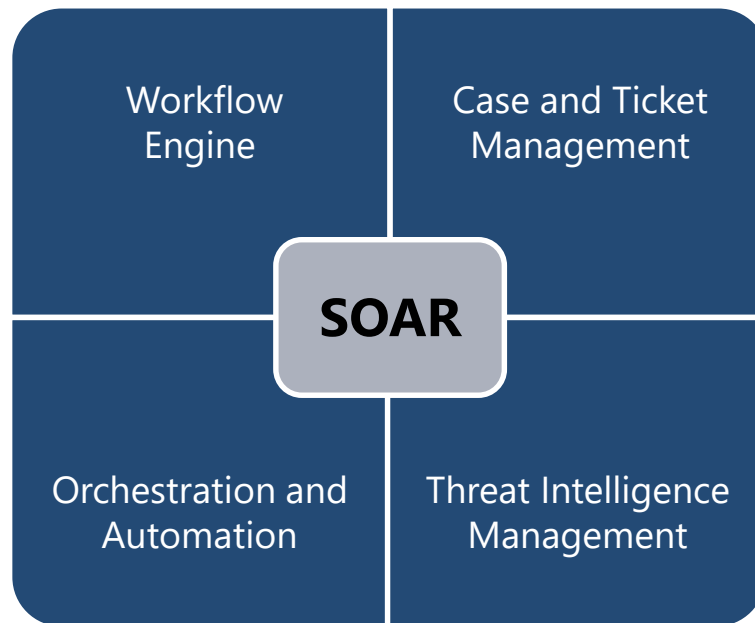 Workflow
Engine
Case and Ticket
Management
SOAR
Orchestration and
Automation
Threat Intelligence
Management